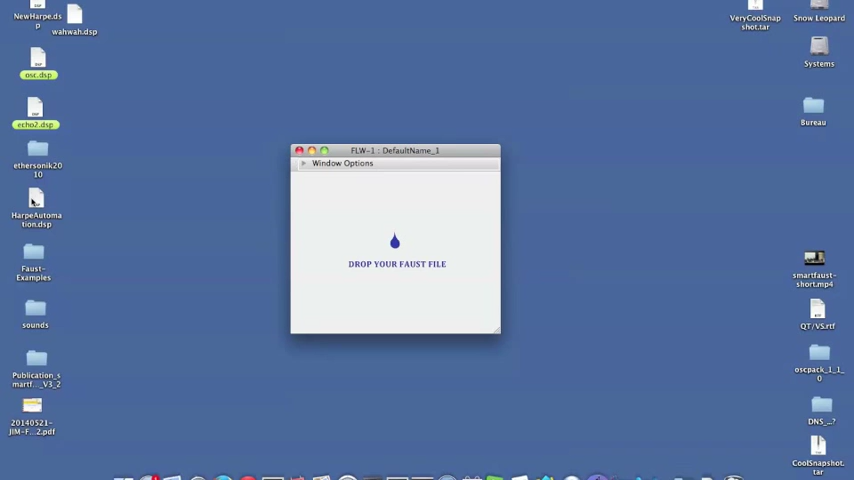 NewHarpe.ds
p
wahwah.dsp
osc.dsp
echo2.dsp
ethersonik2
010
HarpeAutoma
tion.dsp
Faust-
Examples
sounds
Publication_s
martf..._V3_2
20140521-
JIM-F...2.pdf
FLW-1 : DefaultName_1
Window Options
DROP YOUR FAUST FILE
VeryCoolSnap
shot.tar
Snow Leopard
Systems
Bureau
smartfaust-
short.mp4
QT/VS.rtf
oscpack_1_1_
0
DNS_...?
CoolSnapshot.
tar